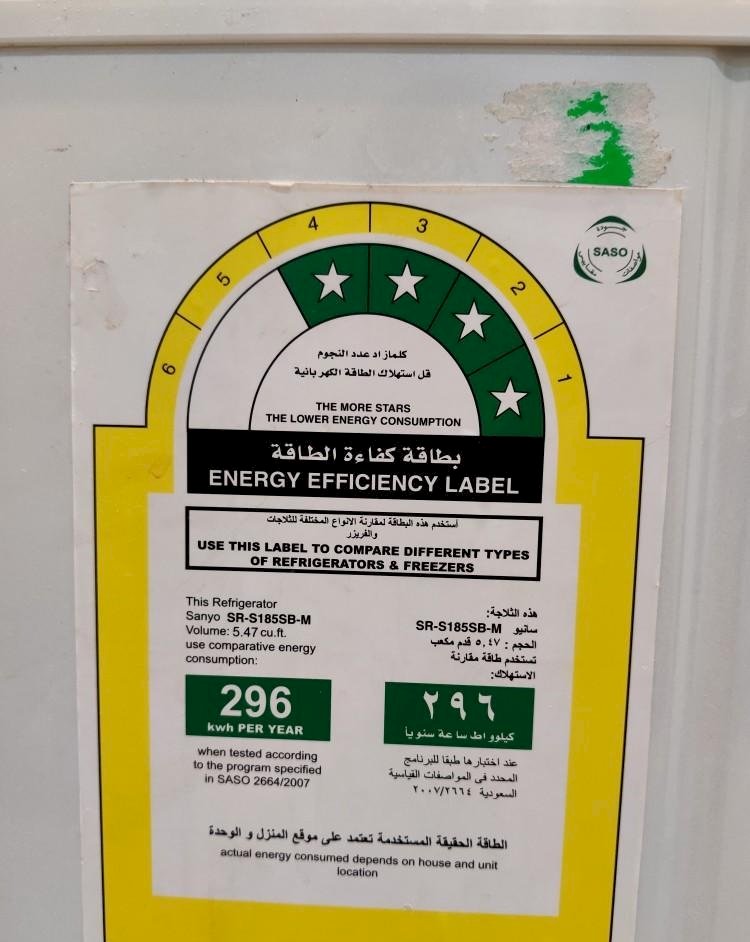 جودة
SASO
مقاييس
مواصفات
6
5
4
3
2
1
كلمازاد عدد النجوم
قل استهلاك الطاقة الكهربائية
THE MORE STARS
THE LOWER ENERGY CONSUMPTION
بطاقة كفاءة الطاقة
ENERGY EFFICIENCY LABEL
أستخدم هذه البطاقة لمقارنة الانواع المختلفة للثلاجات
والفريزر
USE THIS LABEL TO COMPARE DIFFERENT TYPES
OF REFRIGERATORS & FREEZERS
This Refrigerator
Sanyo SR-S185SB-M
Volume: 5.47 cu.ft.
use comparative energy
consumption:
296
kwh PER YEAR
when tested according
to the program specified
in SASO 2664/2007
هذه الثلاجة:
سانيو SR-S185SB-M
الحجم : ٥,٤٧ قدم مكعب
تستخدم طاقة مقارنة
الاستهلاك:
٢٩٦
كيلوواط ساعة سنوياً
عند اختبارها طبقا للبرنامج
المحدد فى المواصفات القياسية
السعودية ٢٠٠٧/٢٦٦٤
الطاقة الحقيقة المستخدمة تعتمد على موقع المنزل و الوحدة
actual energy consumed depends on house and unit
location